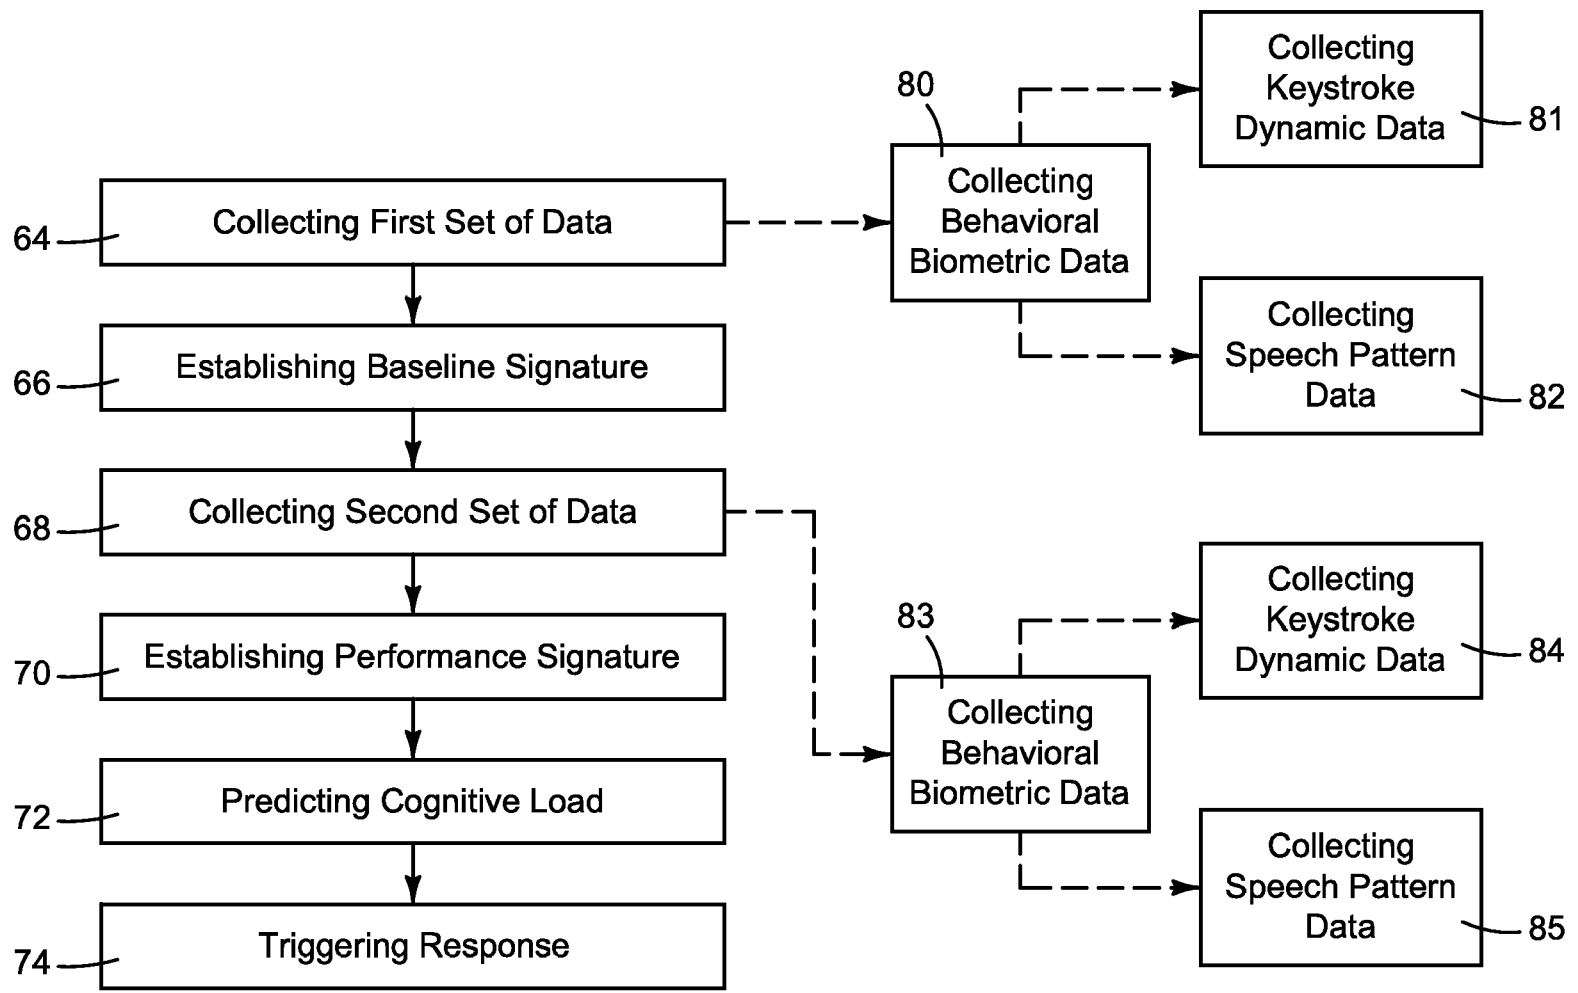 64
Collecting First Set of Data
66
Establishing Baseline Signature
68
Collecting Second Set of Data
70
Establishing Performance Signature
72
Predicting Cognitive Load
74
Triggering Response
80
Collecting
Behavioral
Biometric Data
Collecting
Keystroke
Dynamic Data
81
Collecting
Speech Pattern
Data
82
83
Collecting
Behavioral
Biometric Data
Collecting
Keystroke
Dynamic Data
84
Collecting
Speech Pattern
Data
85